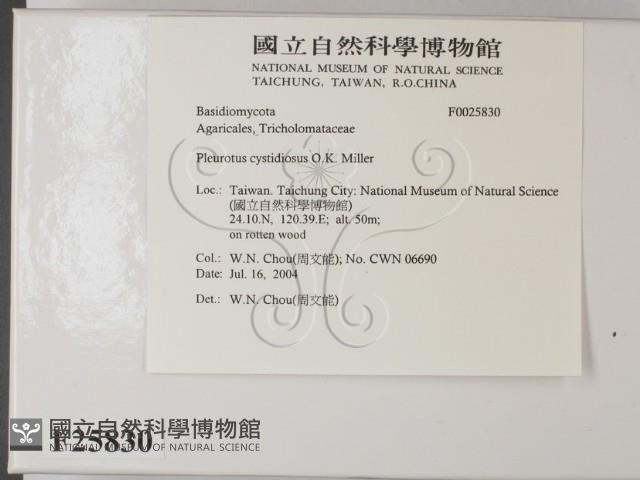 國立自然科學博物館
NATIONAL MUSEUM OF NATURAL SCIENCE
TAICHUNG, TAIWAN, R.O.CHINA
Basidiomycota F0025830
Agaricales, Tricholomataceae
Pleurotus cystidiosus O.K. Miller
Loc.: Taiwan. Taichung City: National Museum of Natural Science
(國立自然科學博物館)
24.10.N, 120.39.E; alt. 50m;
on rotten wood
Col.: W.N. Chou(周文能); No. CWN 06690
Date: Jul. 16, 2004
Det.: W.N. Chou(周文能)
國立自然科學博物館
NATIONAL MUSEUM OF NATURAL SCIENCE
F25830